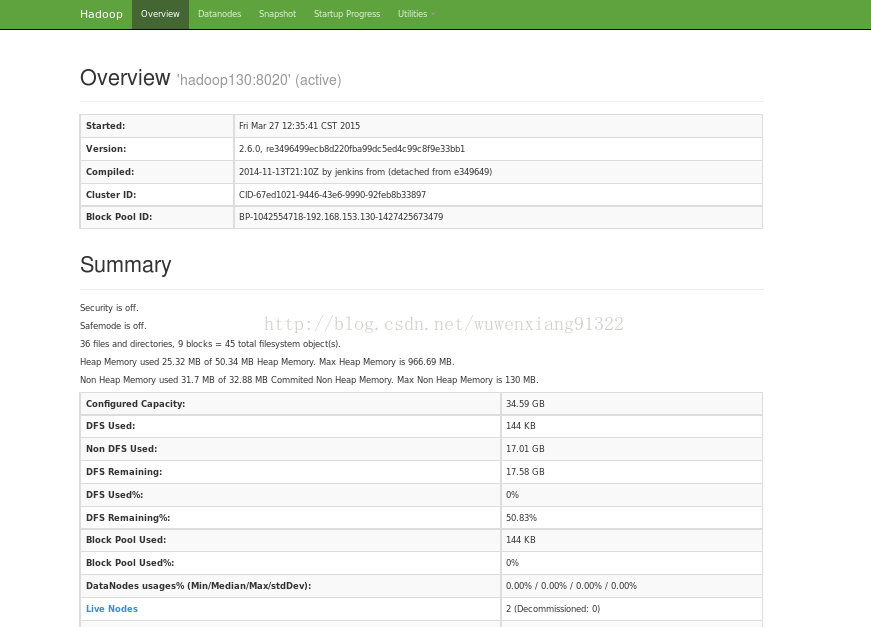 Hadoop Overview Datanodes Snapshot Startup Progress Utilities
Overview 'hadoop130:8020' (active)
Started: Fri Mar 27 12:35:41 CST 2015
Version: 2.6.0, re3496499ecb8d220fba99dc5ed4c99c8f9e33bb1
Compiled: 2014-11-13T21:10Z by jenkins from (detached from e349649)
Cluster ID: CID-67ed1021-9446-43e6-9990-92feb8b33897
Block Pool ID: BP-1042554718-192.168.153.130-1427425673479
Summary
Security is off.
http://blog.csdn.net/wuwenxiang91322
Safemode is off.
36 files and directories, 9 blocks = 45 total filesystem object(s).
Heap Memory used 25.32 MB of 50.34 MB Heap Memory. Max Heap Memory is 966.69 MB.
Non Heap Memory used 31.7 MB of 32.88 MB Commited Non Heap Memory. Max Non Heap Memory is 130 MB.
Configured Capacity: 34.59 GB
DFS Used: 144 KB
Non DFS Used: 17.01 GB
DFS Remaining: 17.58 GB
DFS Used%: 0%
DFS Remaining%: 50.83%
Block Pool Used: 144 KB
Block Pool Used%: 0%
DataNodes usages% (Min/Median/Max/stdDev): 0.00% / 0.00% / 0.00% / 0.00%
Live Nodes 2 (Decommissioned: 0)